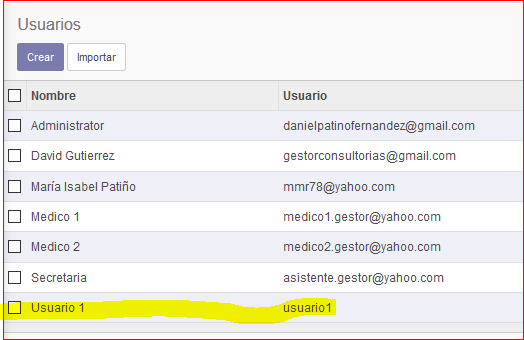 Usuarios
Crear Importar
Nombre Usuario
Administrator danielpatinofernandez@gmail.com
David Gutierrez gestorconsultorias@gmail.com
María Isabel Patiño mmr78@yahoo.com
Medico 1 medico1.gestor@yahoo.com
Medico 2 medico2.gestor@yahoo.com
Secretaria asistente.gestor@yahoo.com
Usuario 1 usuario1